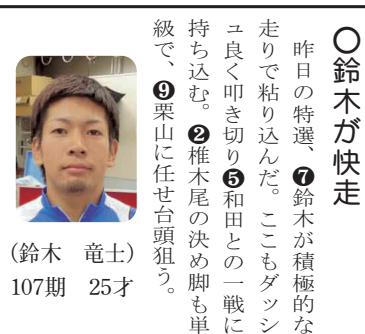 〇鈴木が快走
昨日の特選、❼鈴木が積極的な
走りで粘り込んだ。ここもダッシ
ュ良く叩き切り❺和田との一戦に
持ち込む。❷椎木尾の決め脚も単
級で、❾栗山に任せ台頭狙う。
(鈴木 竜士)
107期 25才